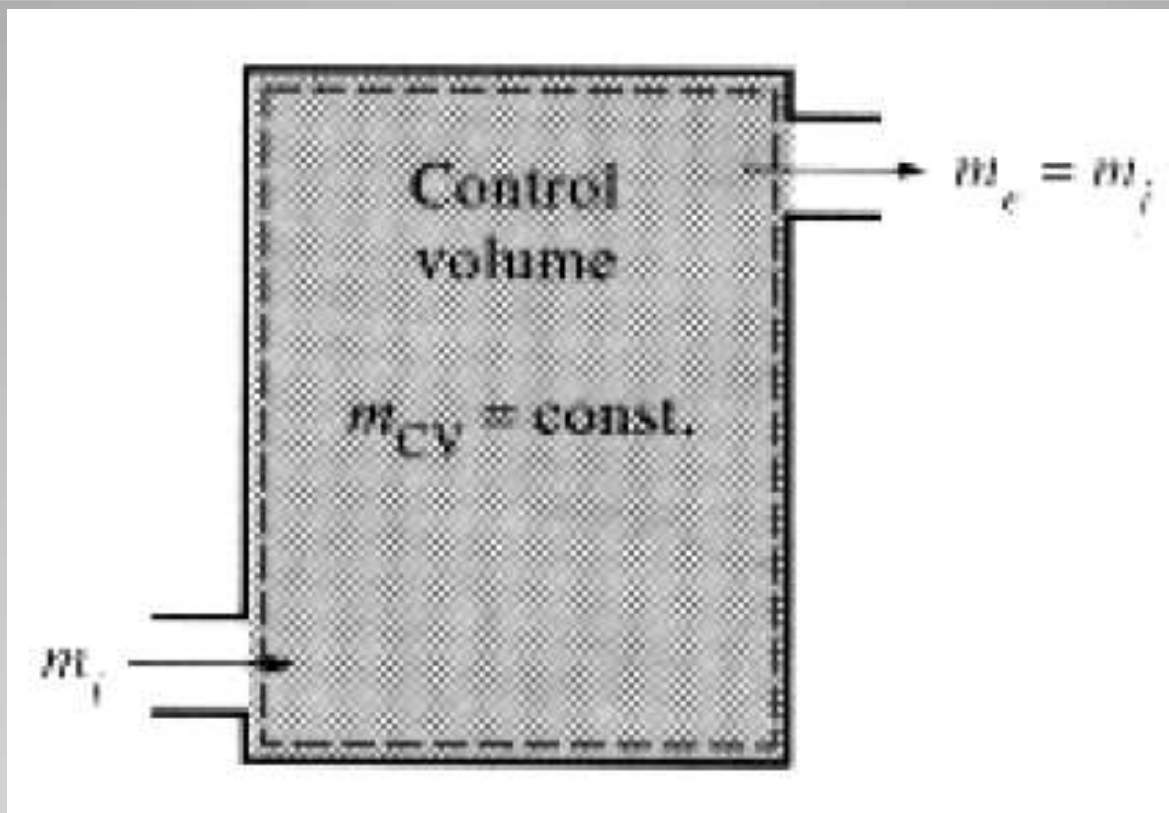 Control
volume
m_e = m_i
m_CV = const.
m_i